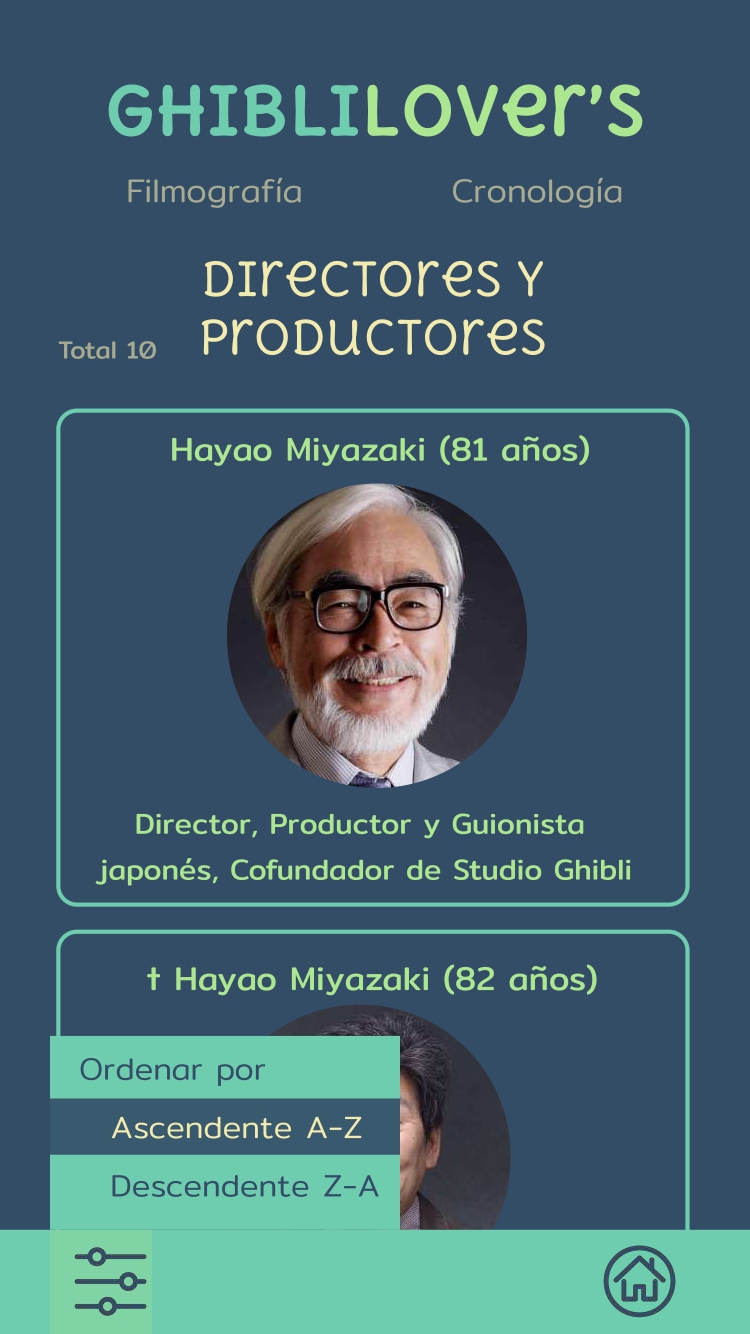 GHIBLILOVer's
Filmografía Cronología
Directores y
Total 10 Productores
Hayao Miyazaki (81 años)
Director, Productor y Guionista
japonés, Cofundador de Studio Ghibli
† Hayao Miyazaki (82 años)
Ordenar por
Ascendente A-Z
Descendente Z-A